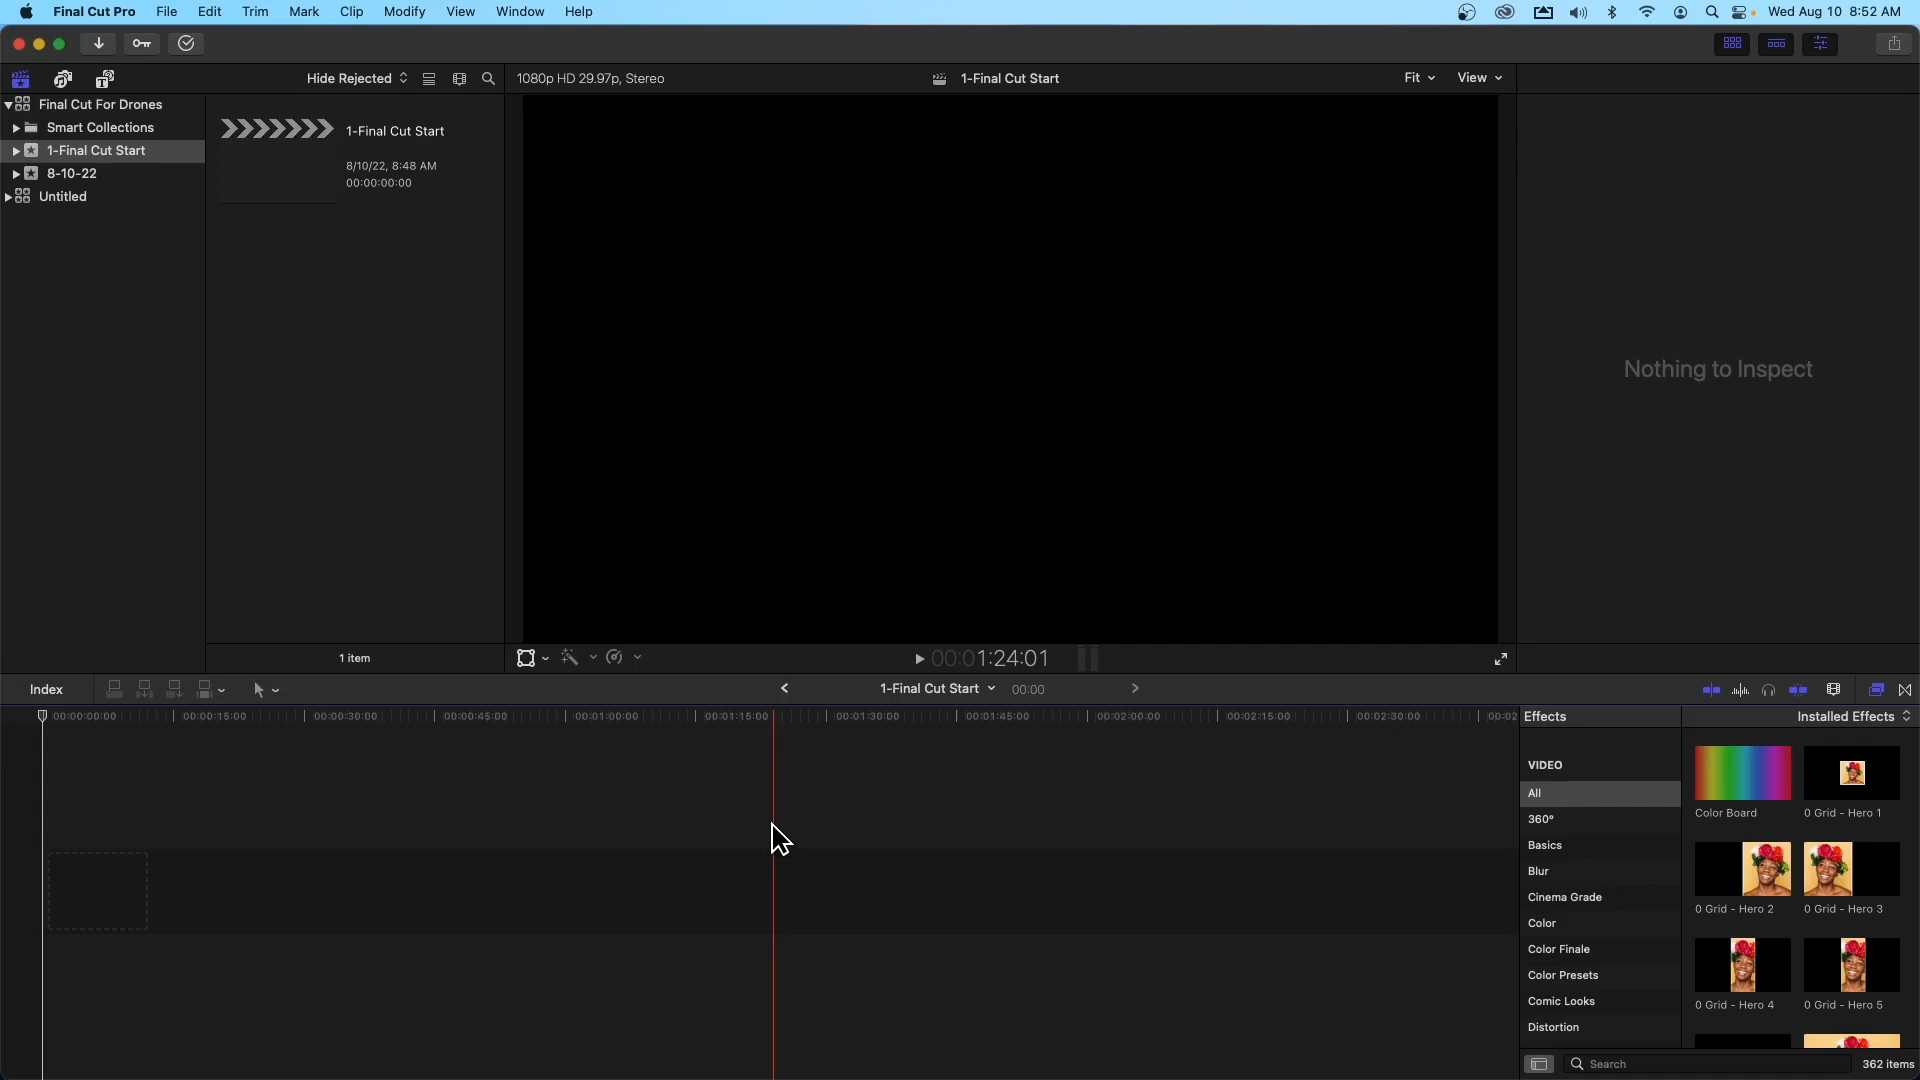 Final Cut Pro File Edit Trim Mark Clip Modify View Window Help Wed Aug 10 8:52 AM
Hide Rejected 1080p HD 29.97p, Stereo 1-Final Cut Start Fit View
Final Cut For Drones
Smart Collections
1-Final Cut Start
8-10-22
Untitled
1-Final Cut Start
8/10/22, 8:48 AM
00:00:00:00
Nothing to Inspect
1 item
00:01:24:01
Index 1-Final Cut Start 00:00
00:00:00:00 00:00:15:00 00:00:30:00 00:00:45:00 00:01:00:00 00:01:15:00 00:01:30:00 00:01:45:00 00:02:00:00 00:02:15:00 00:02:30:00 00:02
Effects Installed Effects
VIDEO
All
360°
Basics
Blur
Cinema Grade
Color
Color Finale
Color Presets
Comic Looks
Distortion
Color Board 0 Grid - Hero 1
0 Grid - Hero 2 0 Grid - Hero 3
0 Grid - Hero 4 0 Grid - Hero 5
Search 362 items